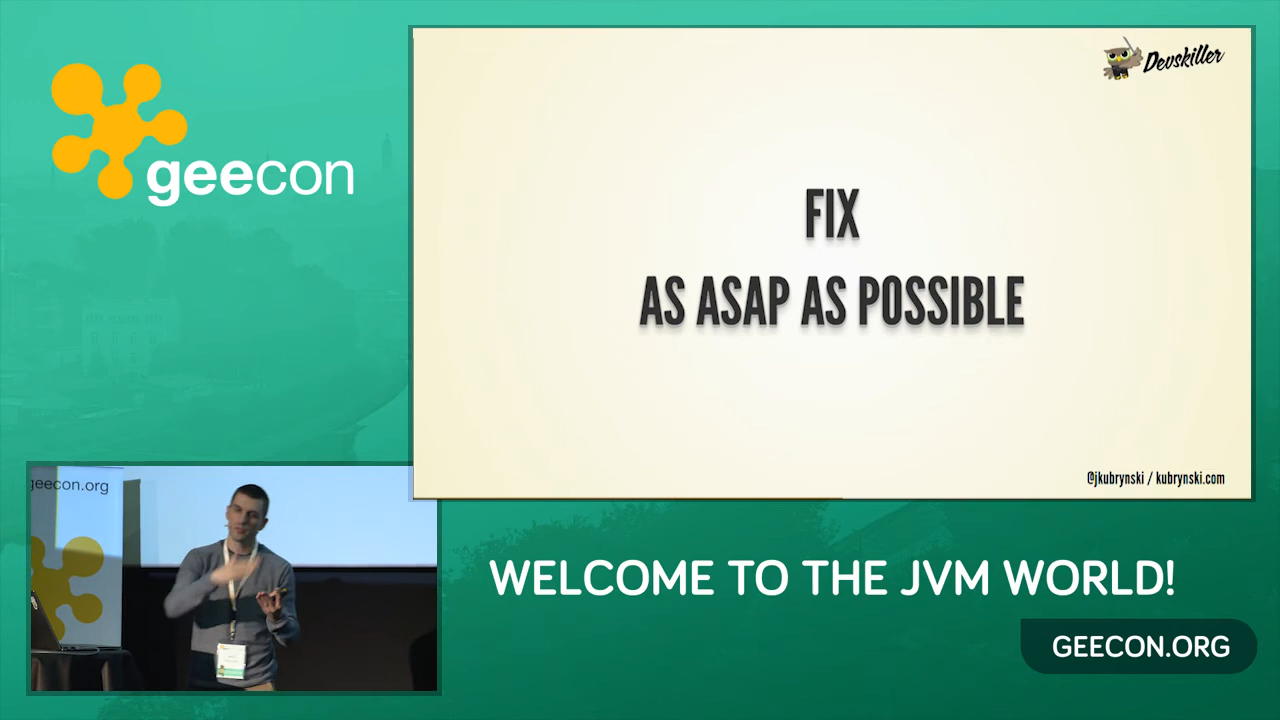 geecon
Devskiller
FIX
AS ASAP AS POSSIBLE
@jkubrynski / kubrynski.com
geecon.org
WELCOME TO THE JVM WORLD!
GEECON.ORG